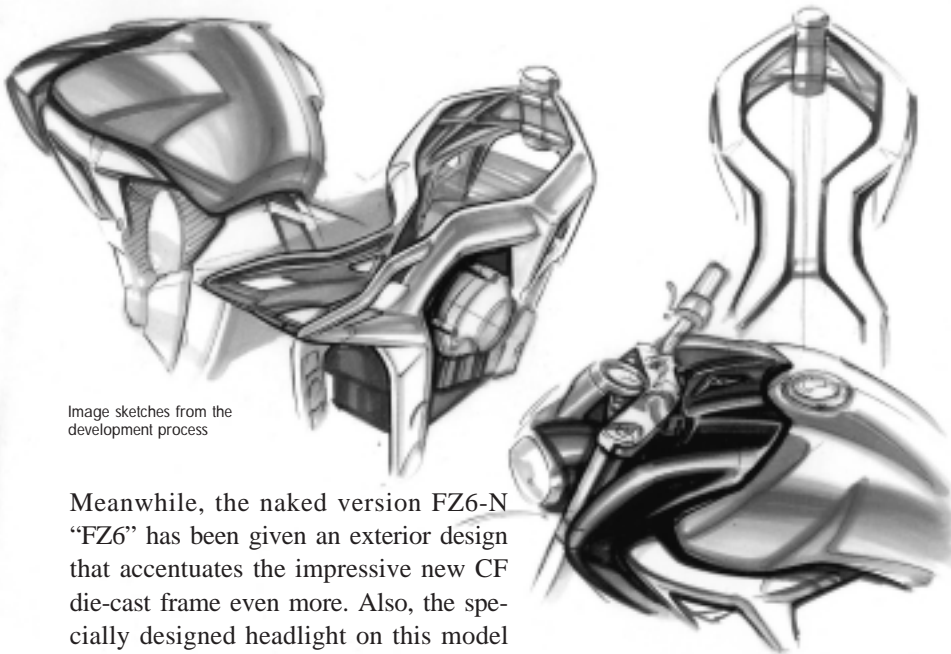 Image sketches from the
development process
Meanwhile, the naked version FZ6-N
“FZ6” has been given an exterior design
that accentuates the impressive new CF
die-cast frame even more. Also, the spe-
cially designed headlight on this model